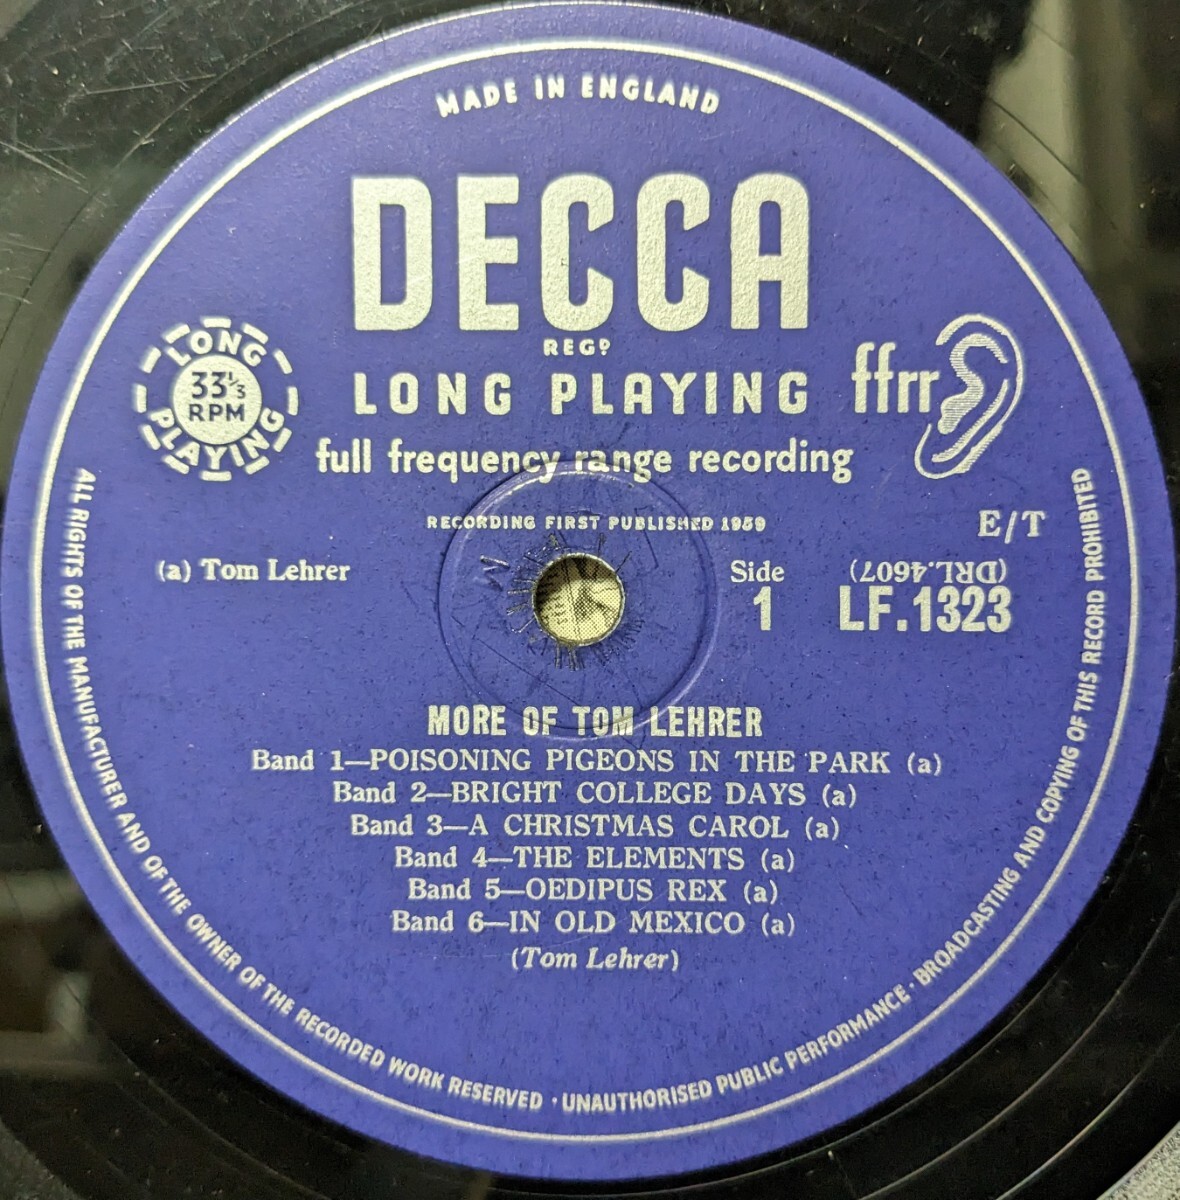 MADE IN ENGLAND
DECCA
REGD
LONG PLAYING
33⅓
RPM
LONG PLAYING
ffrr
full frequency range recording
RECORDING FIRST PUBLISHED 1959
E/T
(a) Tom Lehrer
Side
1
(DRL.4607)
LF.1323
MORE OF TOM LEHRER
Band 1—POISONING PIGEONS IN THE PARK (a)
Band 2—BRIGHT COLLEGE DAYS (a)
Band 3—A CHRISTMAS CAROL (a)
Band 4—THE ELEMENTS (a)
Band 5—OEDIPUS REX (a)
Band 6—IN OLD MEXICO (a)
(Tom Lehrer)
ALL RIGHTS OF THE MANUFACTURER AND OF THE OWNER OF THE RECORDED WORK RESERVED · UNAUTHORISED PUBLIC PERFORMANCE · BROADCASTING AND COPYING OF THIS RECORD PROHIBITED